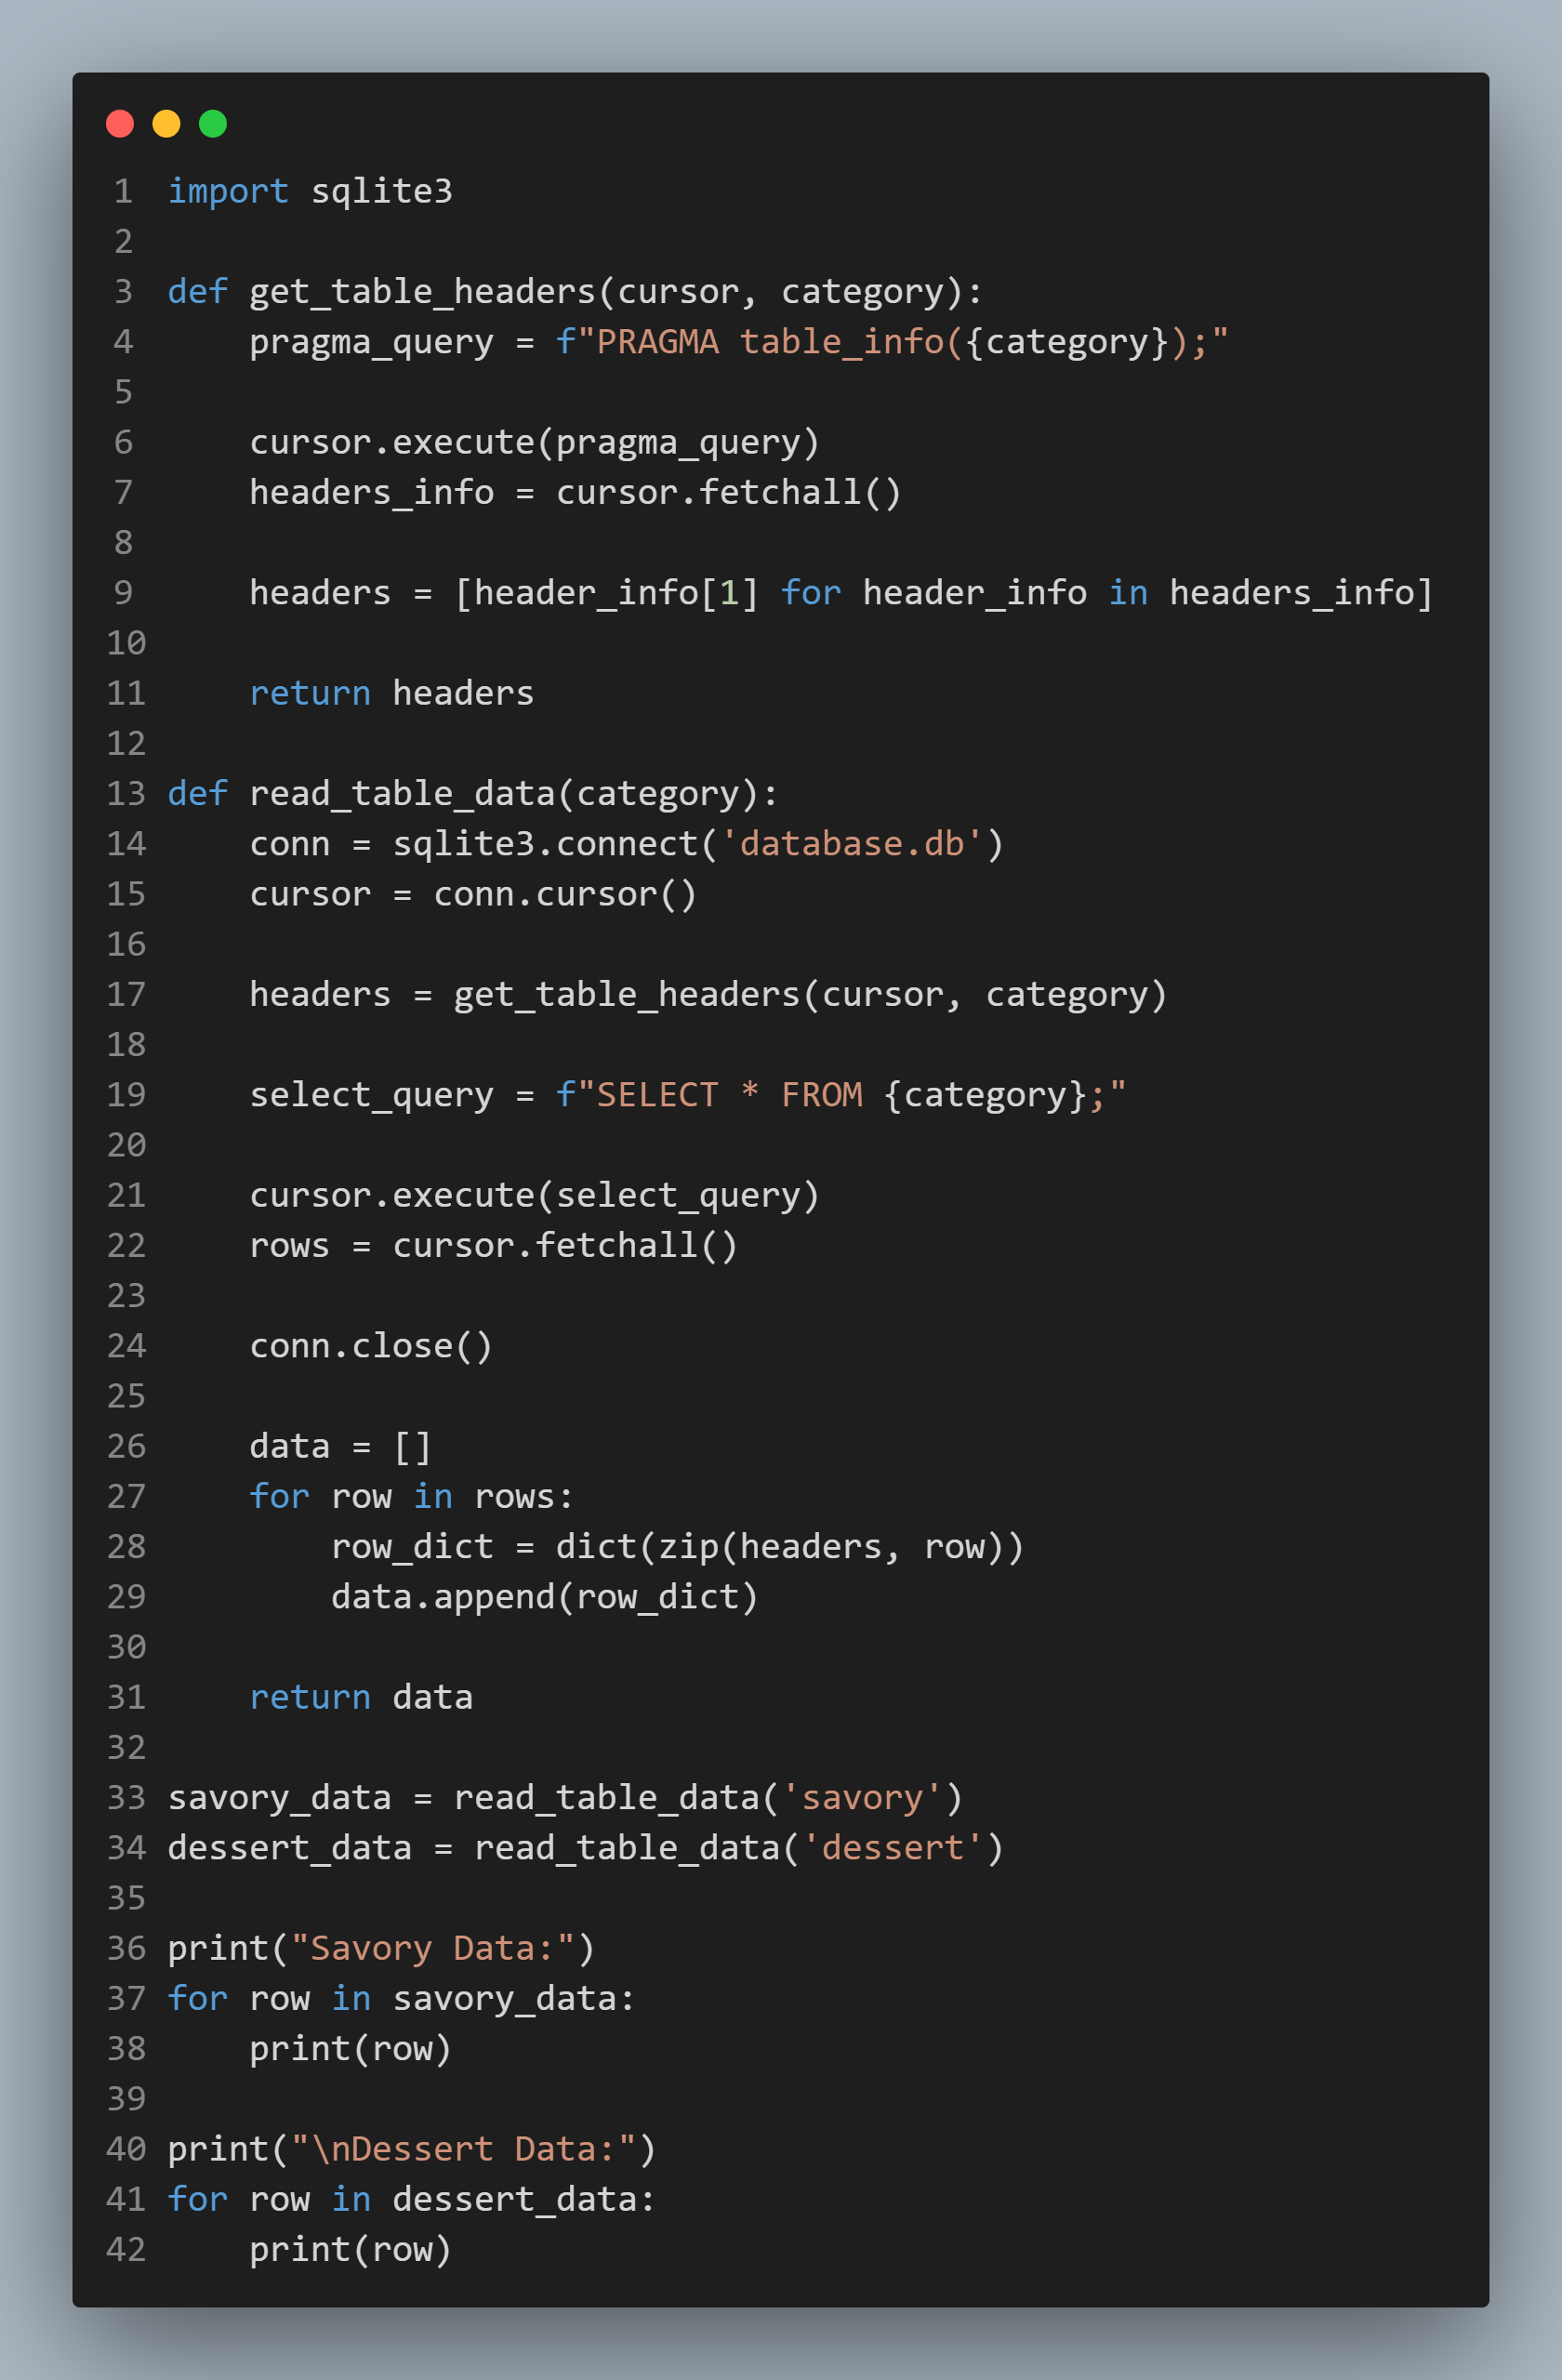 1 import sqlite3
2
3 def get_table_headers(cursor, category):
4     pragma_query = f"PRAGMA table_info({category});"
5
6     cursor.execute(pragma_query)
7     headers_info = cursor.fetchall()
8
9     headers = [header_info[1] for header_info in headers_info]
10
11     return headers
12
13 def read_table_data(category):
14     conn = sqlite3.connect('database.db')
15     cursor = conn.cursor()
16
17     headers = get_table_headers(cursor, category)
18
19     select_query = f"SELECT * FROM {category};"
20
21     cursor.execute(select_query)
22     rows = cursor.fetchall()
23
24     conn.close()
25
26     data = []
27     for row in rows:
28         row_dict = dict(zip(headers, row))
29         data.append(row_dict)
30
31     return data
32
33 savory_data = read_table_data('savory')
34 dessert_data = read_table_data('dessert')
35
36 print("Savory Data:")
37 for row in savory_data:
38     print(row)
39
40 print("\nDessert Data:")
41 for row in dessert_data:
42     print(row)